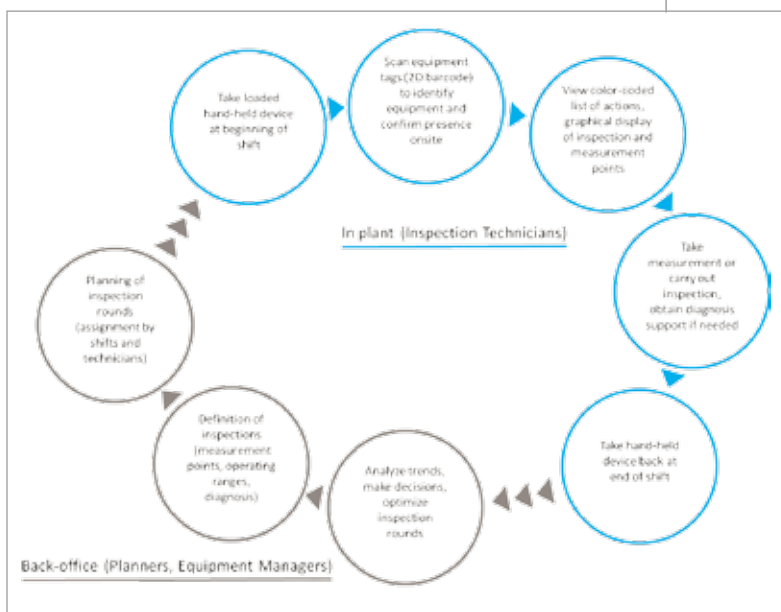 Take loaded
hand-held device
at beginning of
shift
Scan equipment
tags (2D barcode)
to identify
equipment and
confirm presence
onsite
View color-coded
list of actions,
graphical display
of inspection and
measurement
points
In plant (Inspection Technicians)
Take
measurement or
carry out
inspection,
obtain diagnosis
support if needed
Planning of
inspection
rounds
(assignment by
shifts and
technicians)
Definition of
inspections
(measurement
points, operating
ranges,
diagnosis)
Analyze trends,
make decisions,
optimize
inspection
rounds
Take hand-held
device back at
end of shift
Back-office (Planners, Equipment Managers)